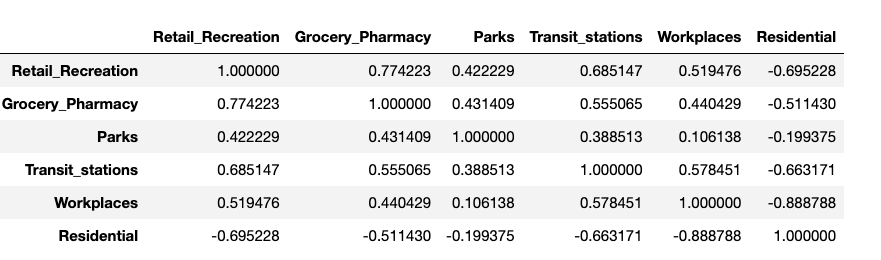 Retail_Recreation Grocery_Pharmacy Parks Transit_stations Workplaces Residential
Retail_Recreation 1.000000 0.774223 0.422229 0.685147 0.519476 -0.695228
Grocery_Pharmacy 0.774223 1.000000 0.431409 0.555065 0.440429 -0.511430
Parks 0.422229 0.431409 1.000000 0.388513 0.106138 -0.199375
Transit_stations 0.685147 0.555065 0.388513 1.000000 0.578451 -0.663171
Workplaces 0.519476 0.440429 0.106138 0.578451 1.000000 -0.888788
Residential -0.695228 -0.511430 -0.199375 -0.663171 -0.888788 1.000000